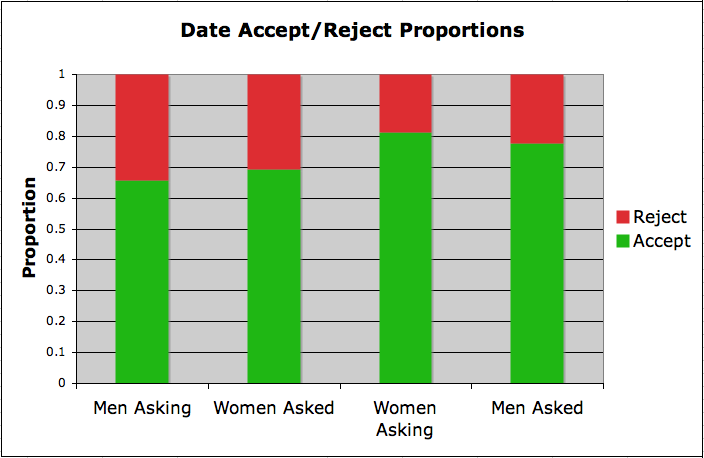 Date Accept/Reject Proportions
Proportion
1
0.9
0.8
0.7
0.6
0.5
0.4
0.3
0.2
0.1
0
Men Asking
Women Asked
Women
Asking
Men Asked
Reject
Accept